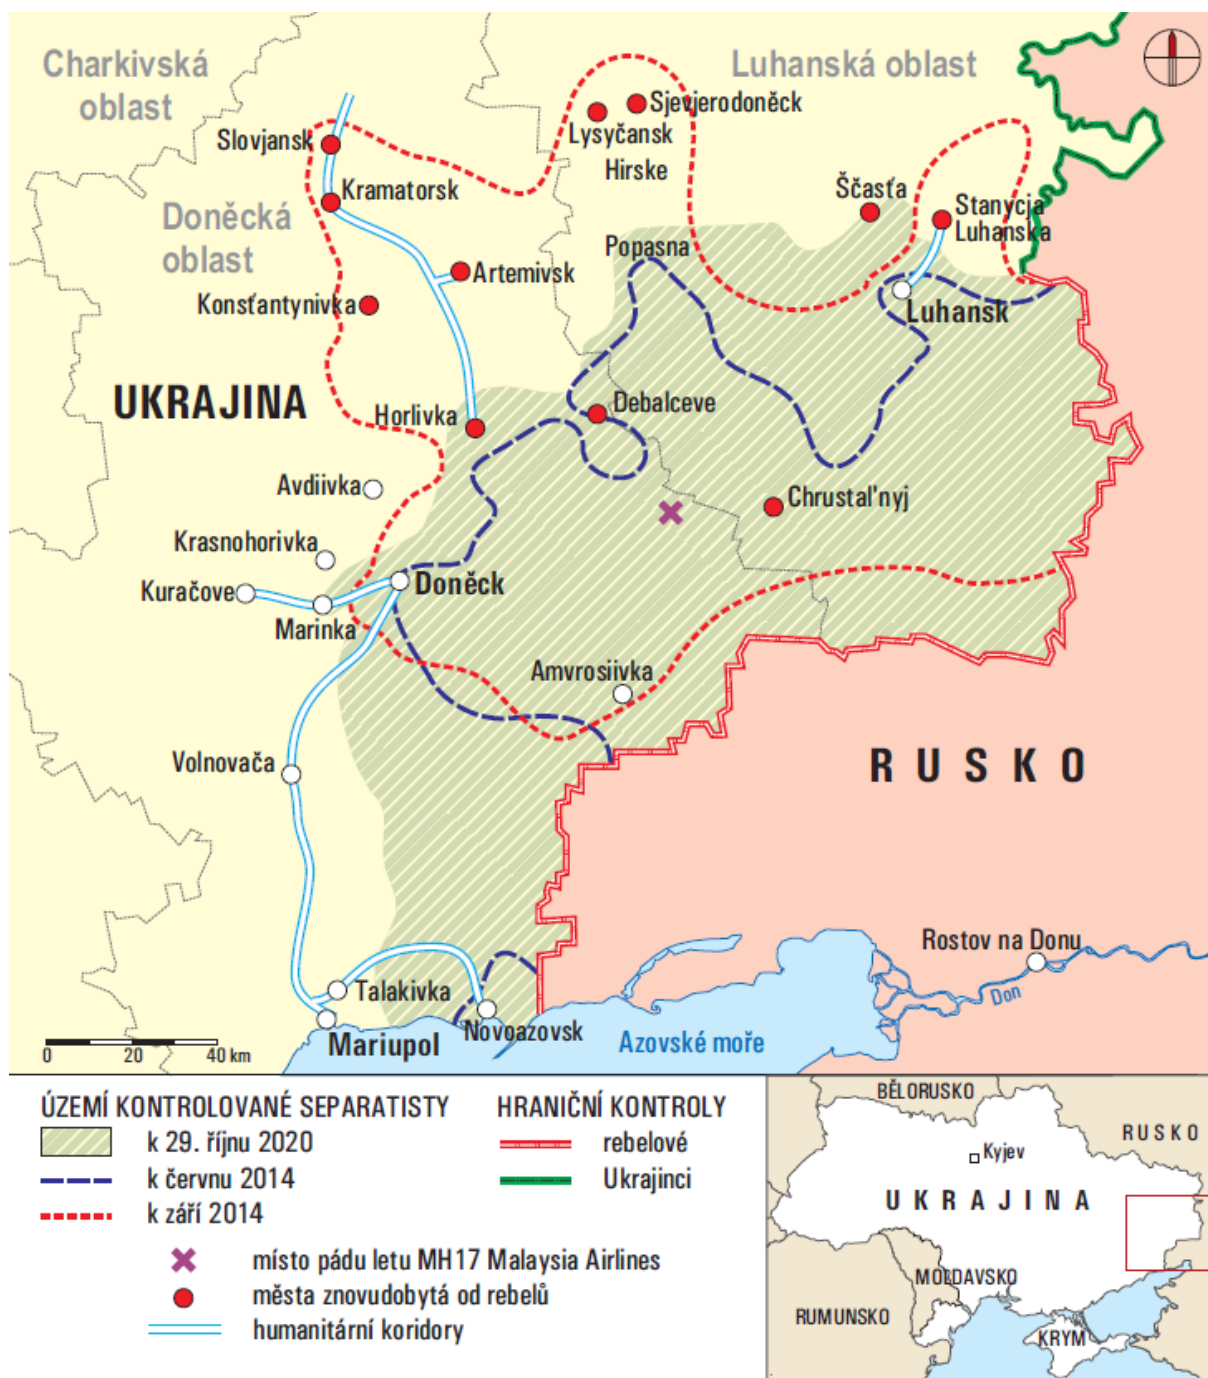 Charkivská
oblast
Luhanská oblast
Sjevjerodoněck
Lysyčansk
Hirske
Slovjansk
Kramatorsk
Ščasťa
Stanycja
Luhanska
Doněcká
oblast
Popasna
Artemivsk
Konsťantynivka
Luhansk
UKRAJINA
Debalceve
Horlivka
Avdiivka
Chrustal'nyj
Krasnohorivka
Kuračove
Doněck
Marinka
Amvrosiivka
Volnovača
RUSKO
Rostov na Donu
Talakivka
Don
Novoazovsk
Mariupol
Azovské moře
0 20 40 km
ÚZEMÍ KONTROLOVANÉ SEPARATISTY
k 29. říjnu 2020
k červnu 2014
k září 2014
HRANIČNÍ KONTROLY
rebelové
Ukrajinci
místo pádu letu MH17 Malaysia Airlines
města znovudobytá od rebelů
humanitární koridory
BĚLORUSKO
RUSKO
Kyjev
UKRAJINA
MOLDAVSKO
RUMUNSKO
KRYM